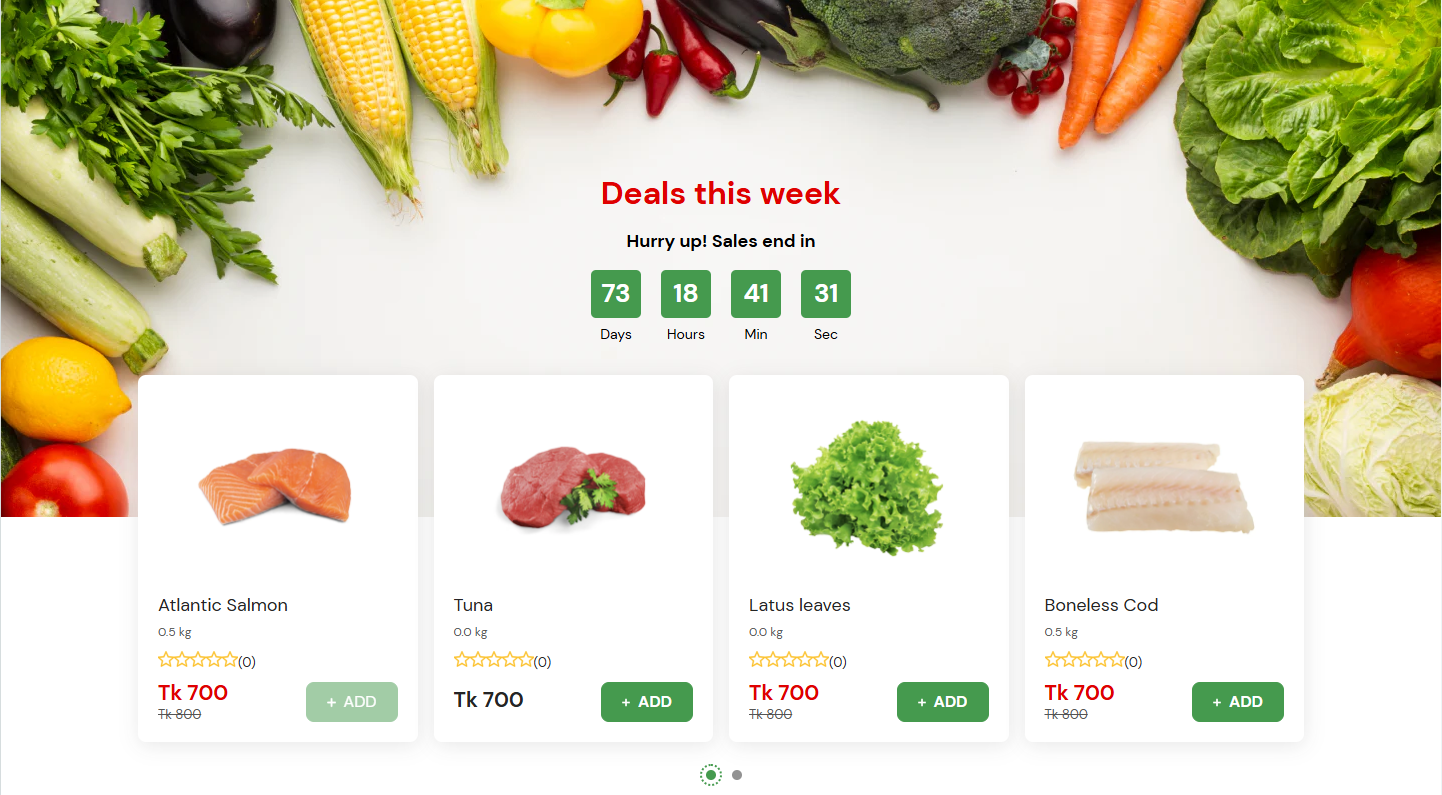 Deals this week
Hurry up! Sales end in
73 18 41 31
Days Hours Min Sec
Atlantic Salmon
0.5 kg
(0)
Tk 700
Tk 800
+ ADD
Tuna
0.0 kg
(0)
Tk 700
+ ADD
Latus leaves
0.0 kg
(0)
Tk 700
Tk 800
+ ADD
Boneless Cod
0.5 kg
(0)
Tk 700
Tk 800
+ ADD